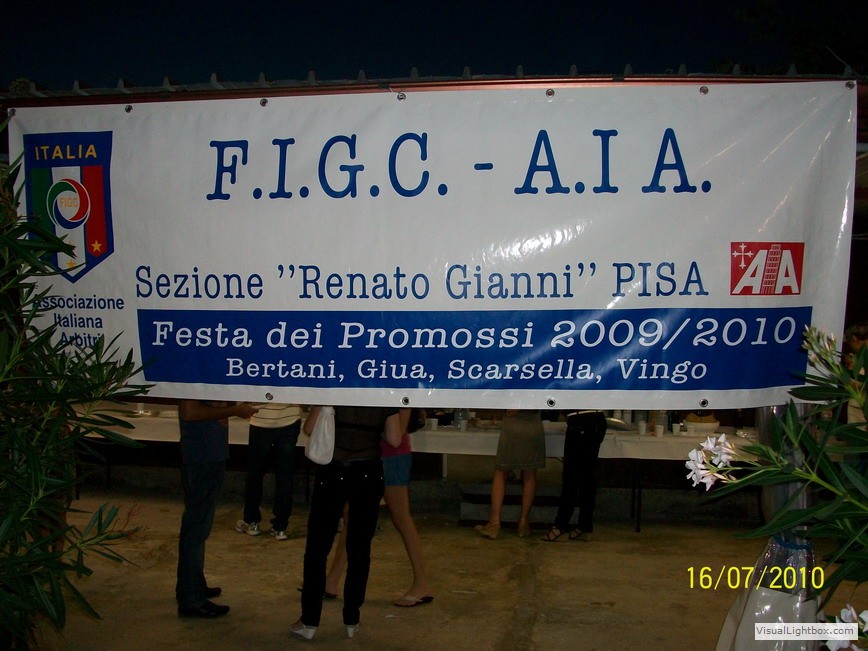 ITALIA
FIGC
F.I.G.C. - A.I A.
Associazione
Italiana
Arbitri
Sezione "Renato Gianni" PISA
AIA
Festa dei Promossi 2009/2010
Bertani, Giua, Scarsella, Vingo
16/07/2010
VisualLightbox.com